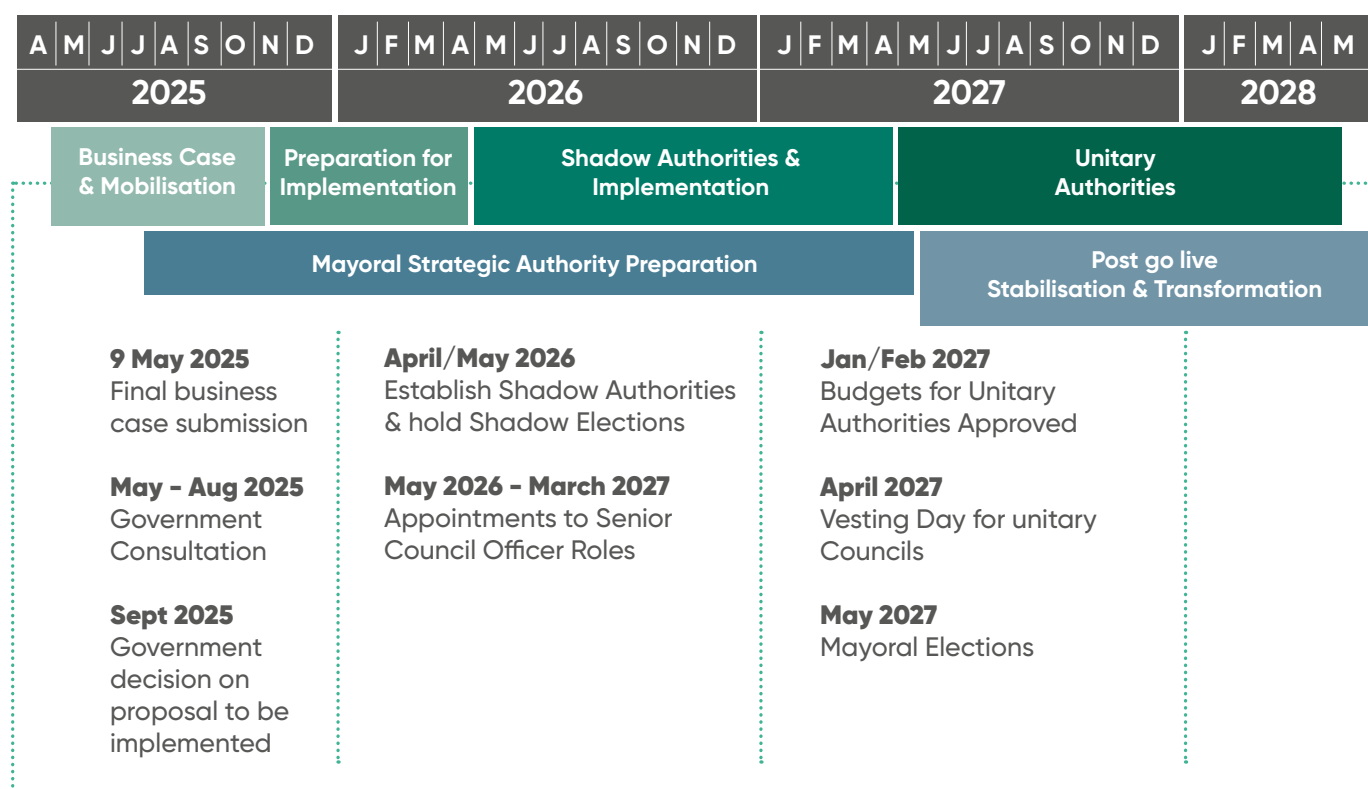 A M J J A S O N D J F M A M J J A S O N D J F M A M J J A S O N D J F M A M
2025 2026 2027 2028
Business Case
& Mobilisation
Preparation for
Implementation
Shadow Authorities &
Implementation
Unitary
Authorities
Mayoral Strategic Authority Preparation
Post go live
Stabilisation & Transformation
9 May 2025
Final business
case submission
May - Aug 2025
Government
Consultation
Sept 2025
Government
decision on
proposal to be
implemented
April/May 2026
Establish Shadow Authorities
& hold Shadow Elections
May 2026 - March 2027
Appointments to Senior
Council Officer Roles
Jan/Feb 2027
Budgets for Unitary
Authorities Approved
April 2027
Vesting Day for unitary
Councils
May 2027
Mayoral Elections